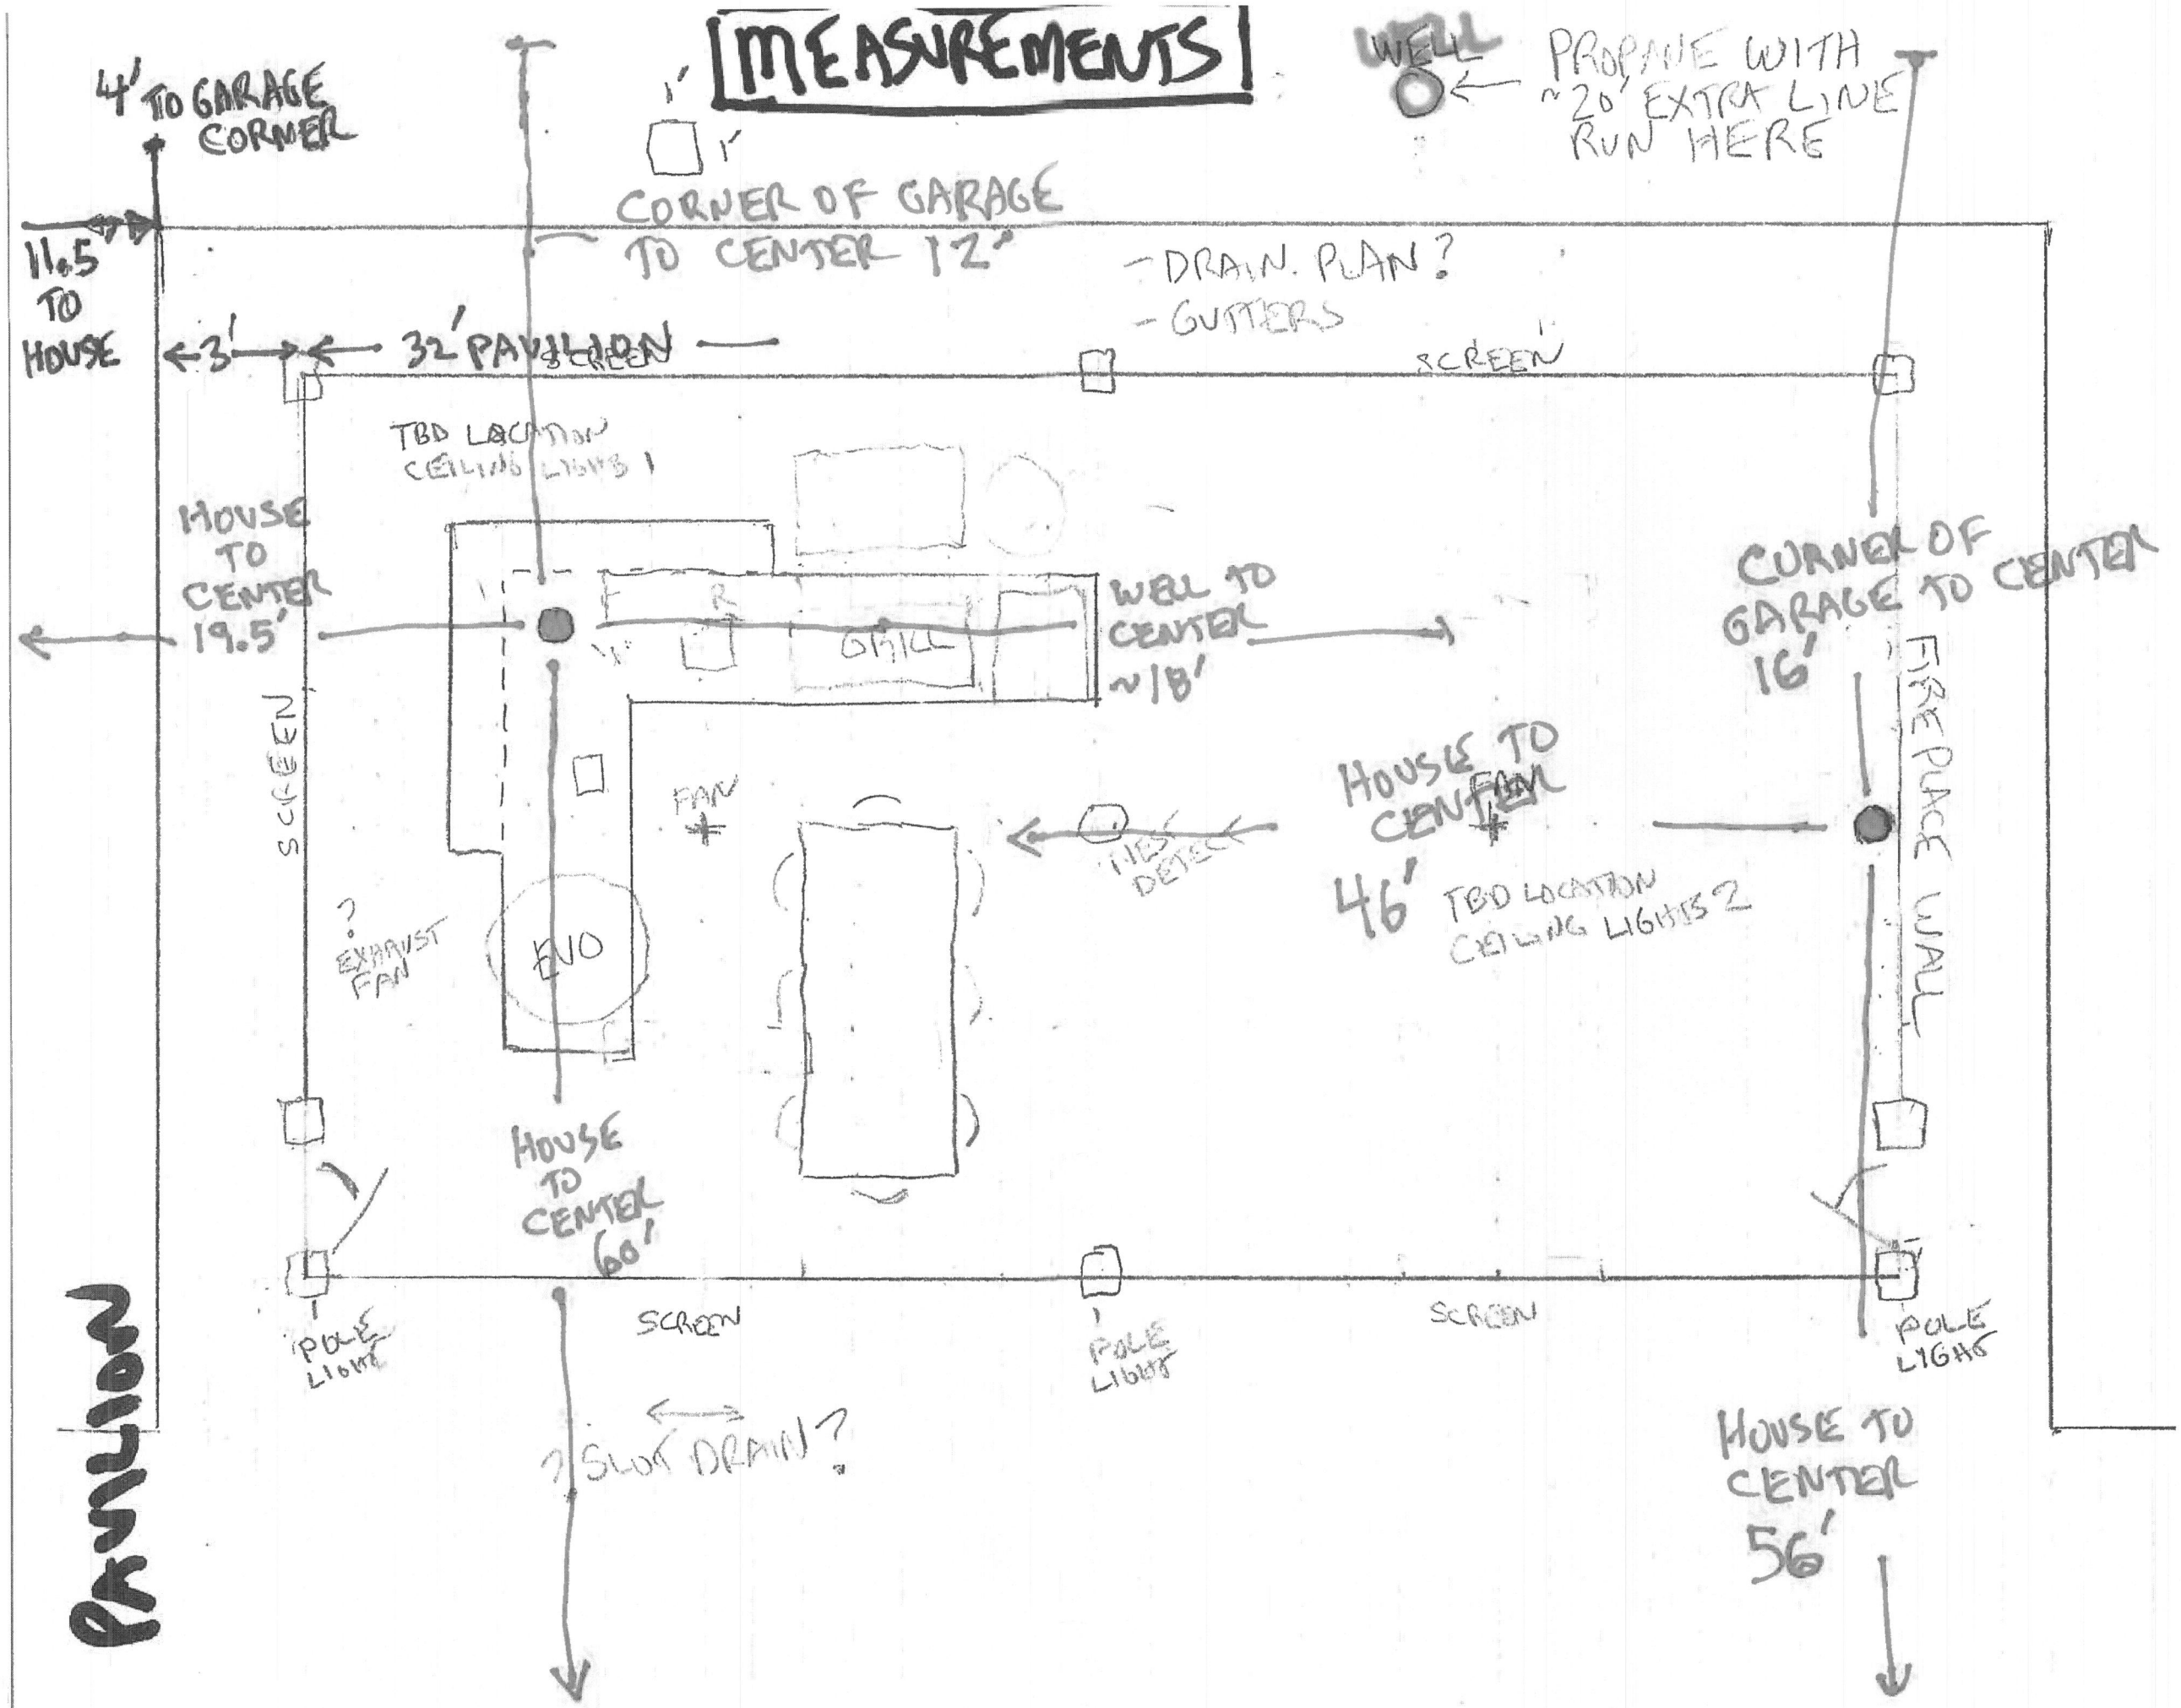 MEASUREMENTS
WELL
WELL
PROPANE WITH
~20' EXTRA LINE
RUN HERE
4' TO GARAGE
CORNER
1'
1'
CORNER OF GARAGE
TO CENTER 12'
11.5
TO
HOUSE
3'
32' PAVILION
SCREEN
- DRAIN. PLAN?
- GUTTERS
SCREEN
TBD LOCATION
CEILING LIGHTS 1
HOUSE
TO
CENTER
19.5'
F
R
GRILL
WELL TO
CENTER
~18'
CURNER OF
GARAGE TO CENTER
16'
SCREEN
FIREPLACE WALL
FAN
HOUSE TO
CENTER
46'
FAN
NEST
DETECT
TBD LOCATION
CEILING LIGHTS 2
?
EXHAUST
FAN
EVO
HOUSE
TO
CENTER
60'
SCREEN
SCREEN
POLE
LIGHT
POLE
LIGHT
POLE
LIGHT
? SLOT DRAIN?
HOUSE TO
CENTER
56'
PAVILION